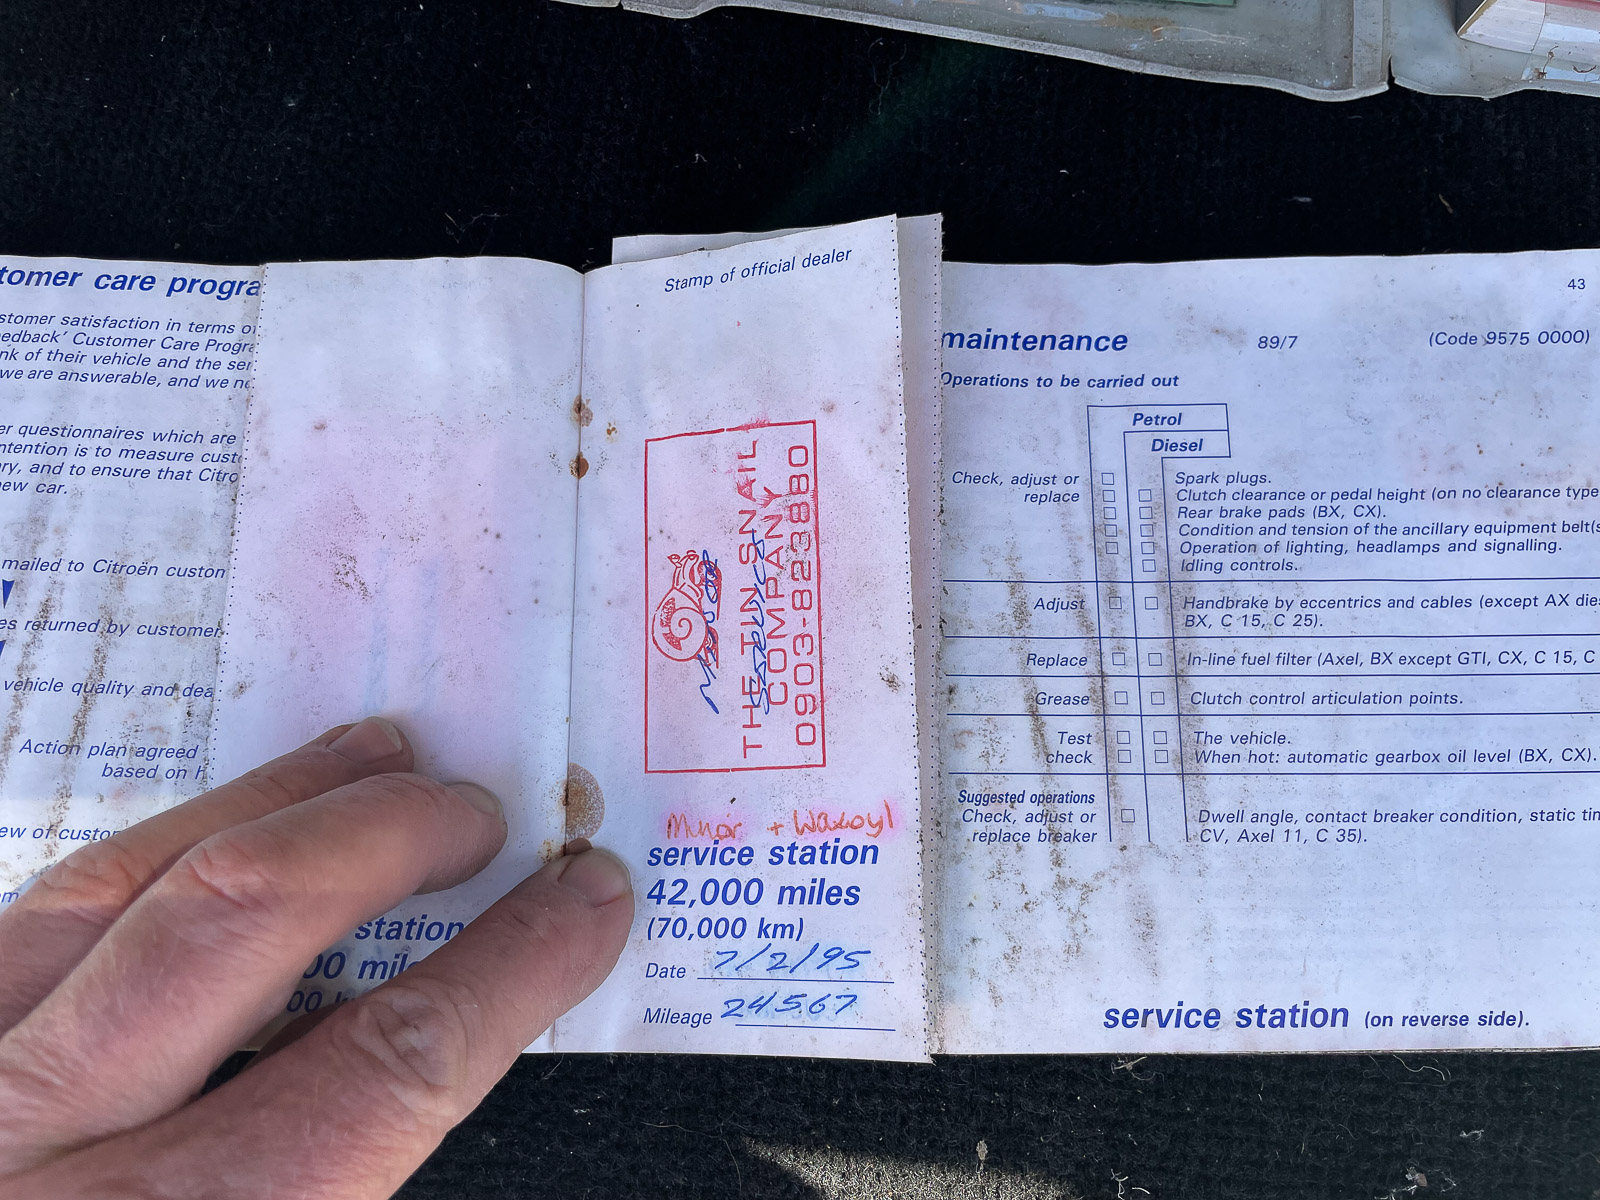 tomer care progra
stomer satisfaction in terms of
edback' Customer Care Progra
nk of their vehicle and the ser
we are answerable, and we ne
er questionnaires which are
ntention is to measure custo
ry, and to ensure that Citro
ew car.
mailed to Citroën custom
es returned by customer
vehicle quality and dea
Action plan agreed
based on h
ew of custom
station
00 mil
00 k
Stamp of official dealer
THE TIN SNAIL
COMPANY
0903-823880
Minor + Waxoyl
service station
42,000 miles
(70,000 km)
Date 7/2/95
Mileage 24567
43
maintenance 89/7 (Code 9575 0000)
Operations to be carried out
Petrol
Diesel
Check, adjust or Spark plugs.
replace Clutch clearance or pedal height (on no clearance type
Rear brake pads (BX, CX).
Condition and tension of the ancillary equipment belt(s
Operation of lighting, headlamps and signalling.
Idling controls.
Adjust Handbrake by eccentrics and cables (except AX dies
BX, C 15, C 25).
Replace In-line fuel filter (Axel, BX except GTI, CX, C 15, C
Grease Clutch control articulation points.
Test The vehicle.
check When hot: automatic gearbox oil level (BX, CX).
Suggested operations
Check, adjust or Dwell angle, contact breaker condition, static tim
replace breaker CV, Axel 11, C 35).
service station (on reverse side).